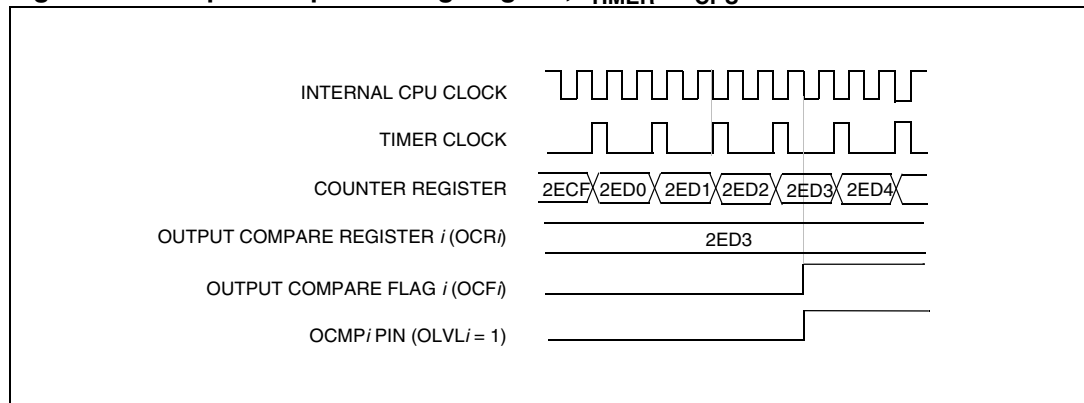 INTERNAL CPU CLOCK
TIMER CLOCK
COUNTER REGISTER 2ECF 2ED0 2ED1 2ED2 2ED3 2ED4
OUTPUT COMPARE REGISTER i (OCRi) 2ED3
OUTPUT COMPARE FLAG i (OCFi)
OCMPi PIN (OLVLi = 1)